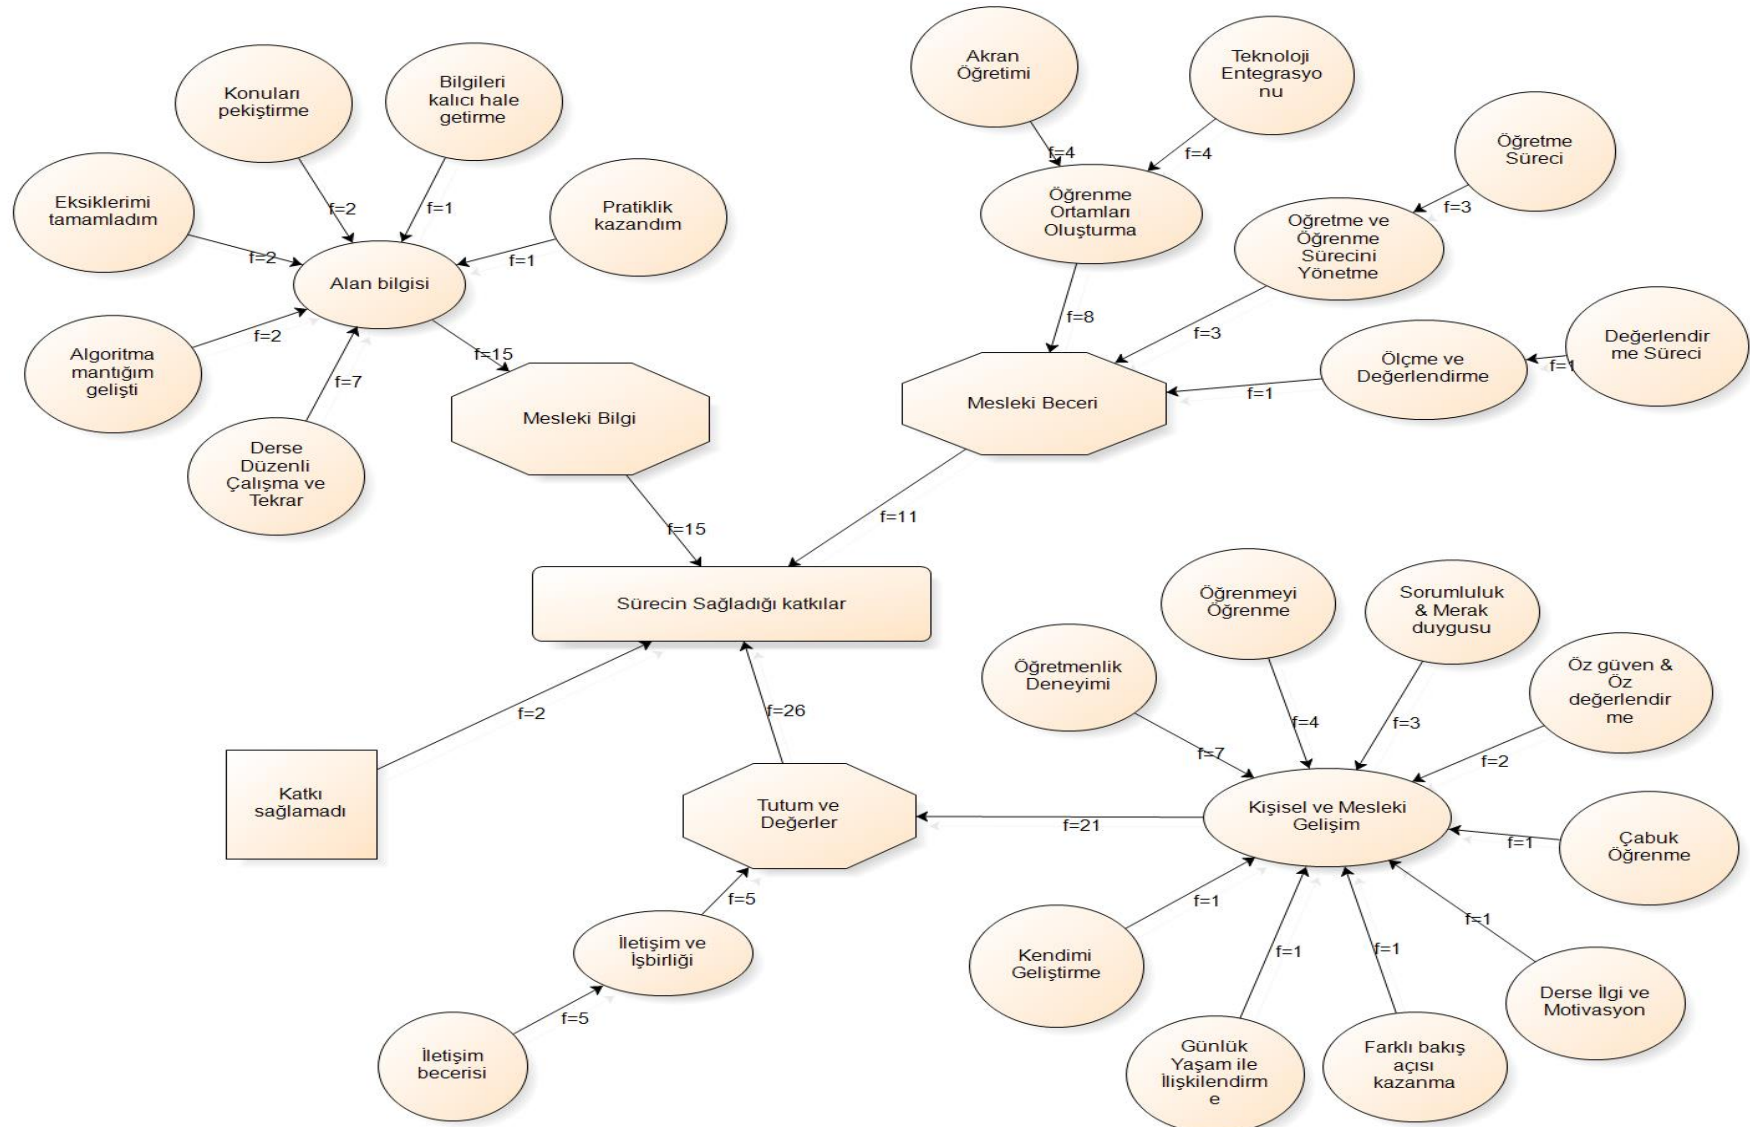 Konuları
pekiştirme
Bilgileri
kalıcı hale
getirme
Eksiklerimi
tamamladım
Pratiklik
kazandım
f=2
f=1
f=2
f=1
Alan bilgisi
Algoritma
mantığım
gelişti
f=2
f=7
f=15
Derse
Düzenli
Çalışma ve
Tekrar
Mesleki Bilgi
f=15
Akran
Öğretimi
Teknoloji
Entegrasyo
nu
Öğretme
Süreci
f=4
f=4
f=3
Öğrenme
Ortamları
Oluşturma
Oğretme ve
Öğrenme
Sürecini
Yönetme
f=8
f=3
Değerlendir
me Süreci
Ölçme ve
Değerlendirme
f=1
f=1
Mesleki Beceri
f=11
Sürecin Sağladığı katkılar
f=2
f=26
Katkı
sağlamadı
Tutum ve
Değerler
f=21
f=5
İletişim ve
İşbirliği
f=5
İletişim
becerisi
Öğretmenlik
Deneyimi
Öğrenmeyi
Öğrenme
Sorumluluk
& Merak
duygusu
Öz güven &
Öz
değerlendir
me
f=7
f=4
f=3
f=2
Kişisel ve Mesleki
Gelişim
f=1
Çabuk
Öğrenme
f=1
f=1
f=1
f=1
Kendimi
Geliştirme
Günlük
Yaşam ile
İlişkilendirm
e
Farklı bakış
açısı
kazanma
Derse İlgi ve
Motivasyon